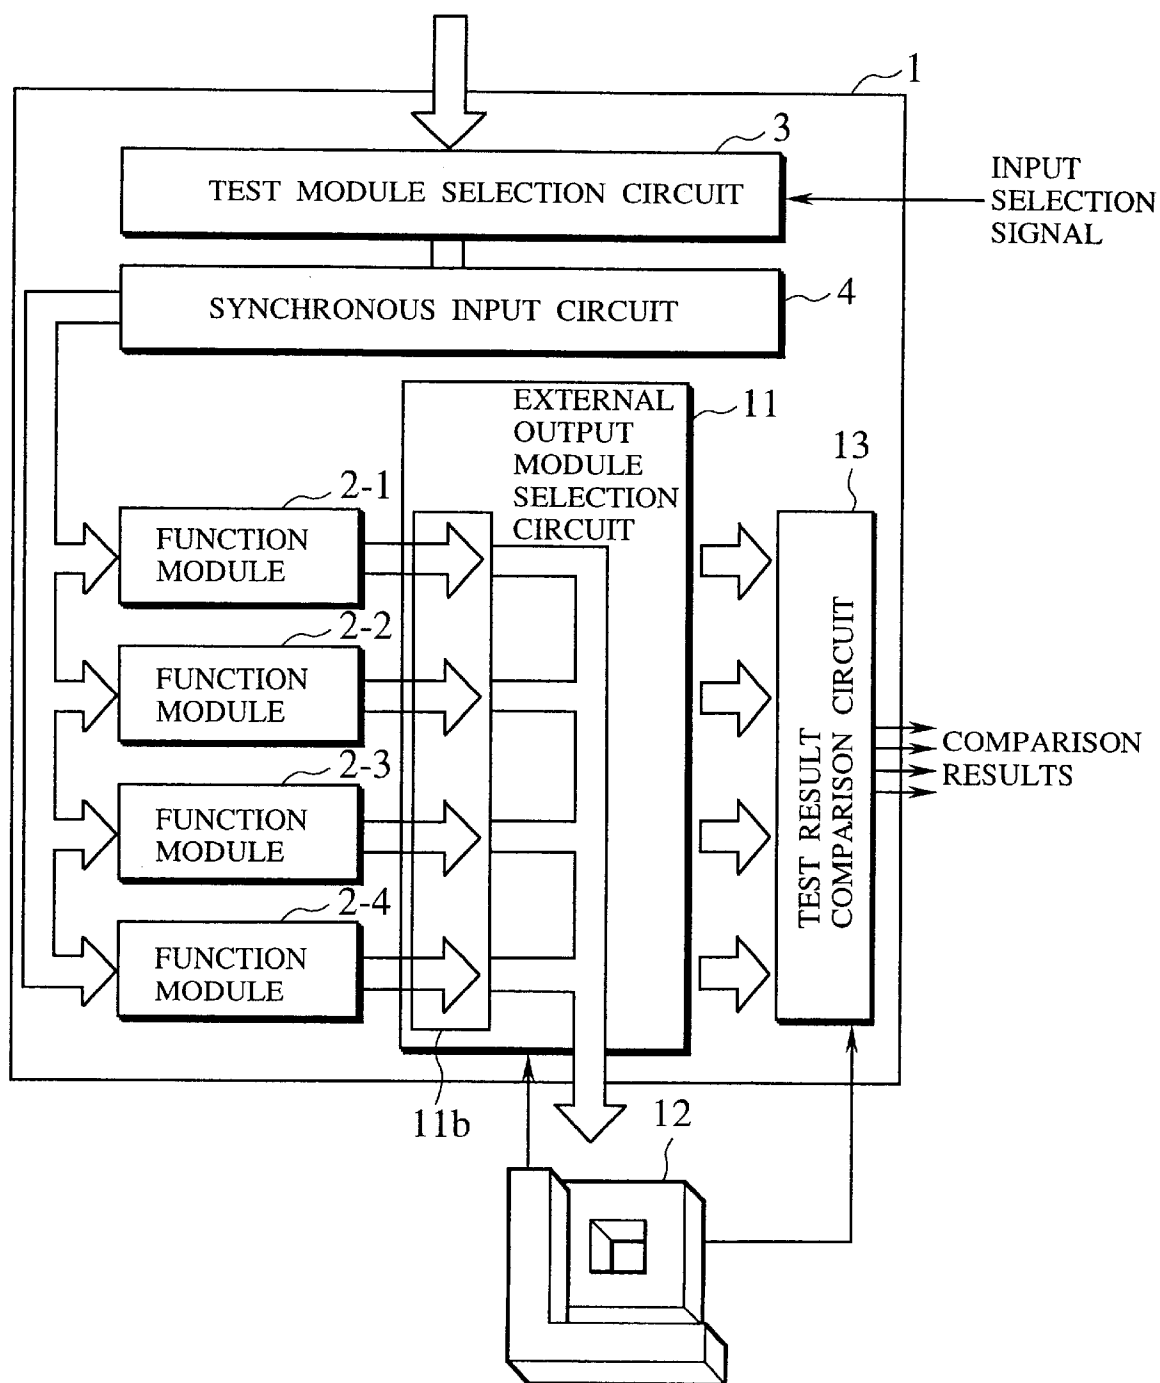 1
3
TEST MODULE SELECTION CIRCUIT
INPUT
SELECTION
SIGNAL
4
SYNCHRONOUS INPUT CIRCUIT
EXTERNAL
OUTPUT
MODULE
SELECTION
CIRCUIT
11
13
2-1
FUNCTION
MODULE
2-2
FUNCTION
MODULE
2-3
FUNCTION
MODULE
2-4
FUNCTION
MODULE
TEST RESULT
COMPARISON CIRCUIT
COMPARISON
RESULTS
11b
12